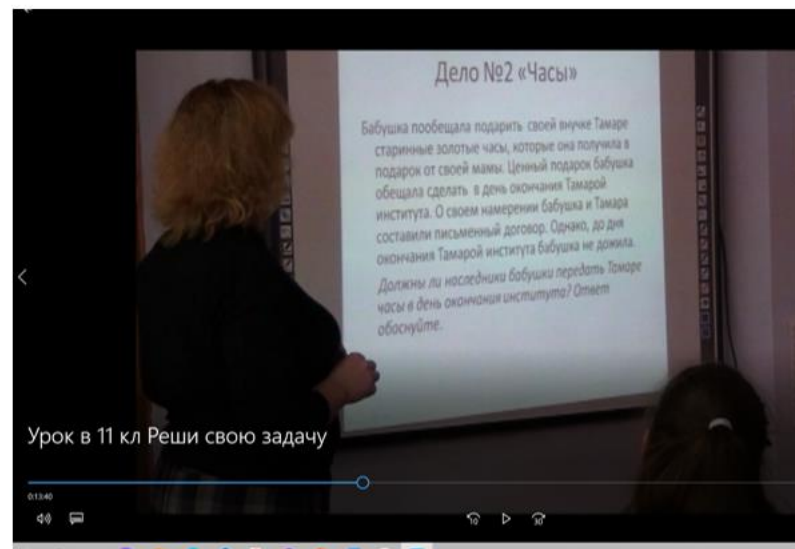 Дело №2 «Часы»
Бабушка пообещала подарить своей внучке Тамаре
старинные золотые часы, которые она получила в
подарок от своей мамы. Ценный подарок бабушка
обещала сделать в день окончания Тамарой
института. О своем намерении бабушка и Тамара
составили письменный договор. Однако, до дня
окончания Тамарой института бабушка не дожила.
Должны ли наследники бабушки передать Тамаре
часы в день окончания института? Ответ
обоснуйте.
Урок в 11 кл Реши свою задачу
0:13:40
10
30